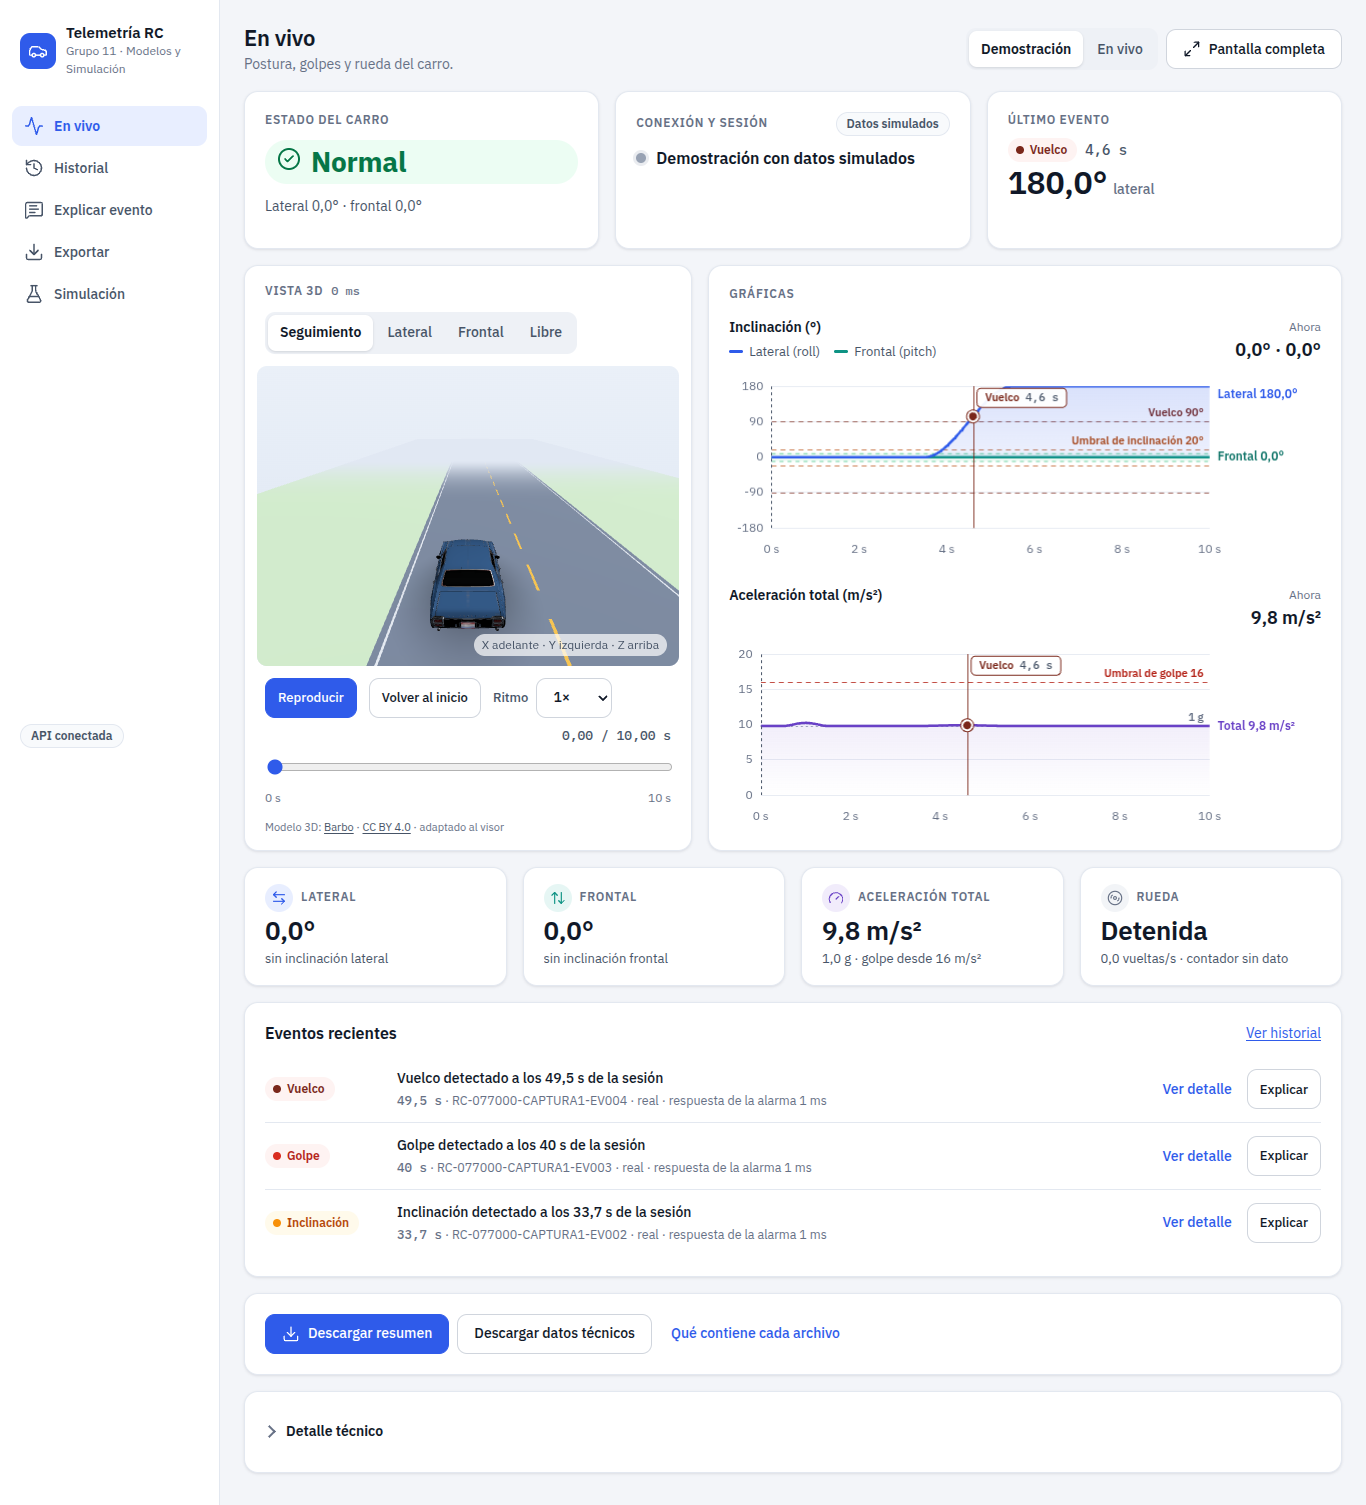 Telemetría RC
Grupo 11 · Modelos y
Simulación
En vivo
Historial
Explicar evento
Exportar
Simulación
API conectada
En vivo
Postura, golpes y rueda del carro.
Demostración
En vivo
Pantalla completa
ESTADO DEL CARRO
Normal
Lateral 0,0° · frontal 0,0°
CONEXIÓN Y SESIÓN
Datos simulados
Demostración con datos simulados
ÚLTIMO EVENTO
Vuelco 4,6 s
180,0° lateral
VISTA 3D 0 ms
Seguimiento
Lateral
Frontal
Libre
X adelante · Y izquierda · Z arriba
Reproducir
Volver al inicio
Ritmo
1×
0,00 / 10,00 s
0 s
10 s
Modelo 3D: Barbo · CC BY 4.0 · adaptado al visor
GRÁFICAS
Inclinación (°)
Ahora
Lateral (roll)
Frontal (pitch)
0,0° · 0,0°
180
90
0
-90
-180
Vuelco 4,6 s
Vuelco 90°
Umbral de inclinación 20°
Lateral 180,0°
Frontal 0,0°
0 s
2 s
4 s
6 s
8 s
10 s
Aceleración total (m/s²)
Ahora
9,8 m/s²
20
15
10
5
0
Vuelco 4,6 s
Umbral de golpe 16
1 g
Total 9,8 m/s²
0 s
2 s
4 s
6 s
8 s
10 s
LATERAL
0,0°
sin inclinación lateral
FRONTAL
0,0°
sin inclinación frontal
ACELERACIÓN TOTAL
9,8 m/s²
1,0 g · golpe desde 16 m/s²
RUEDA
Detenida
0,0 vueltas/s · contador sin dato
Eventos recientes
Ver historial
Vuelco
Vuelco detectado a los 49,5 s de la sesión
49,5 s · RC-077000-CAPTURA1-EV004 · real · respuesta de la alarma 1 ms
Ver detalle
Explicar
Golpe
Golpe detectado a los 40 s de la sesión
40 s · RC-077000-CAPTURA1-EV003 · real · respuesta de la alarma 1 ms
Ver detalle
Explicar
Inclinación
Inclinación detectado a los 33,7 s de la sesión
33,7 s · RC-077000-CAPTURA1-EV002 · real · respuesta de la alarma 1 ms
Ver detalle
Explicar
Descargar resumen
Descargar datos técnicos
Qué contiene cada archivo
Detalle técnico